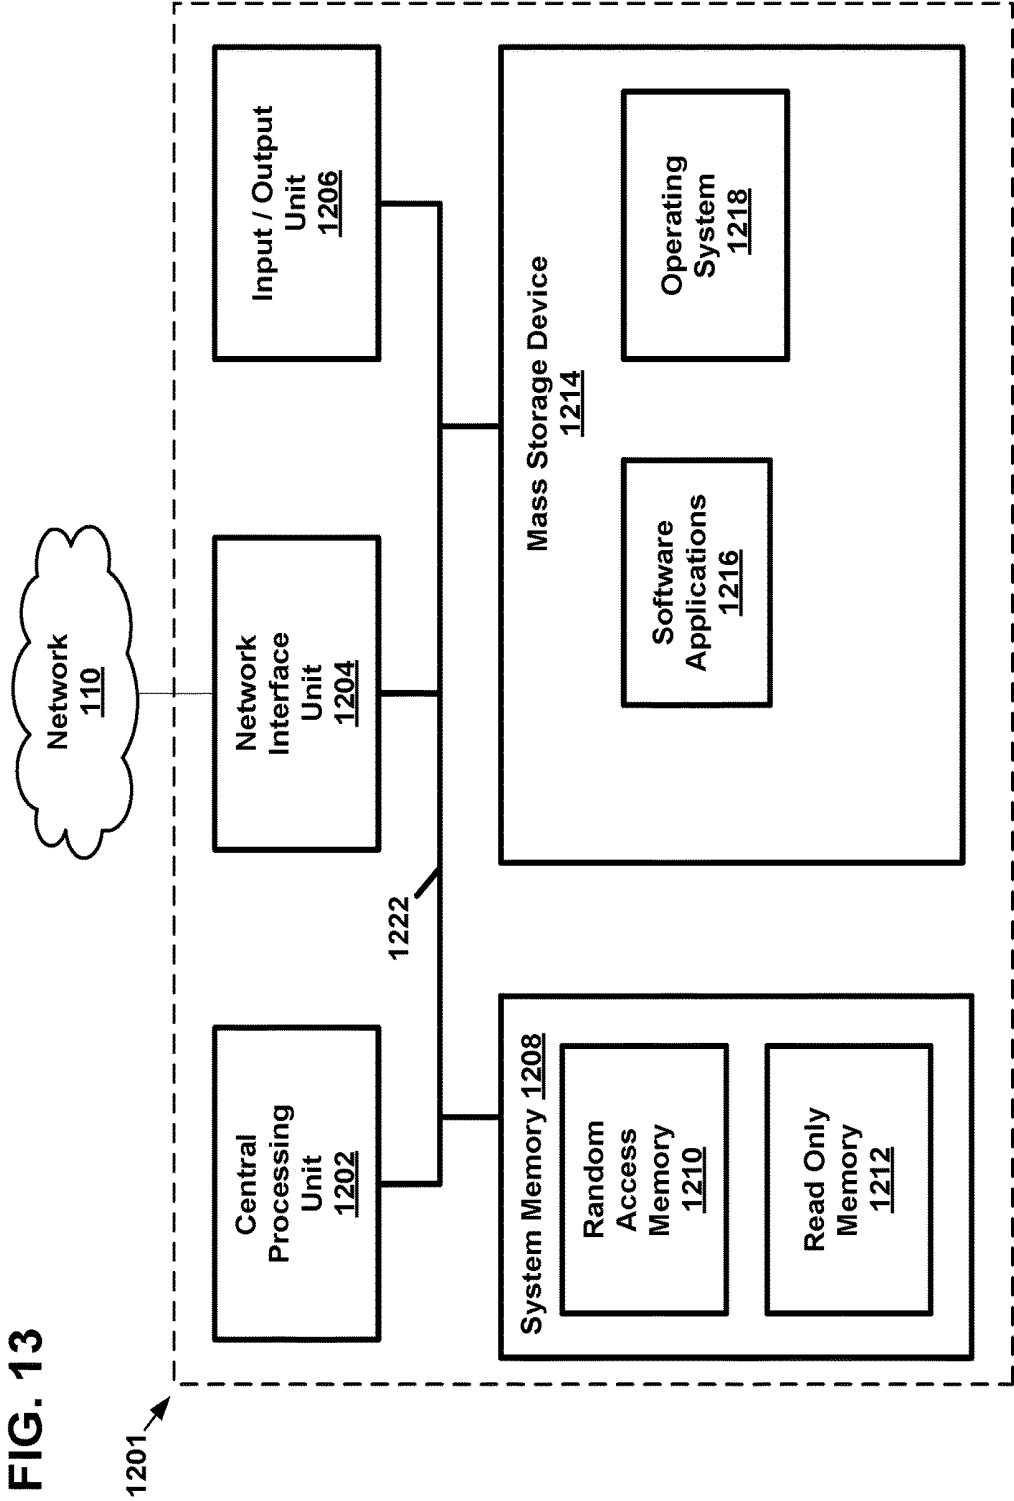 FIG. 13
1201
Network
110
Central
Processing
Unit
1202
Network
Interface
Unit
1204
Input / Output
Unit
1206
1222
System Memory 1208
Random
Access
Memory
1210
Read Only
Memory
1212
Mass Storage Device
1214
Software
Applications
1216
Operating
System
1218